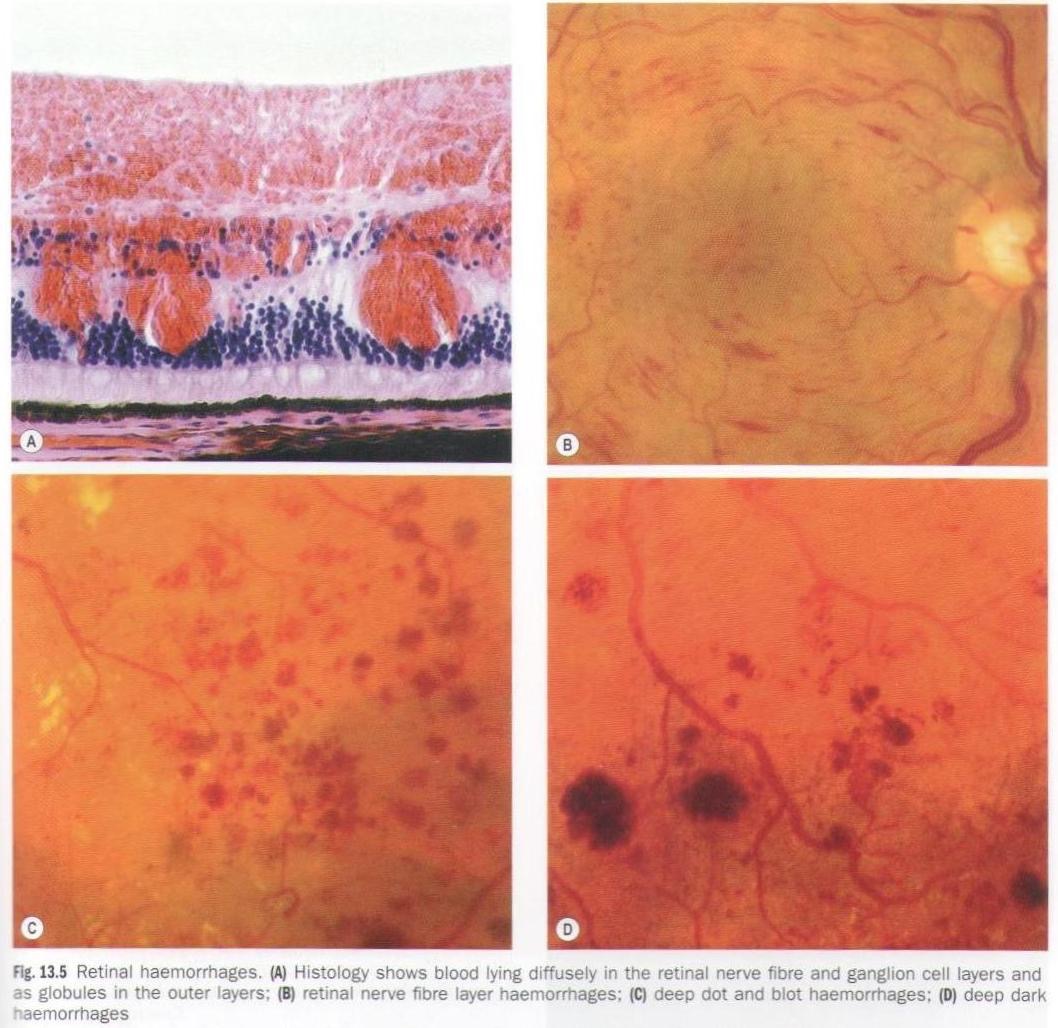 A
B
C
D
Fig. 13.5 Retinal haemorrhages. (A) Histology shows blood lying diffusely in the retinal nerve fibre and ganglion cell layers and
as globules in the outer layers; (B) retinal nerve fibre layer haemorrhages; (C) deep dot and blot haemorrhages; (D) deep dark
haemorrhages